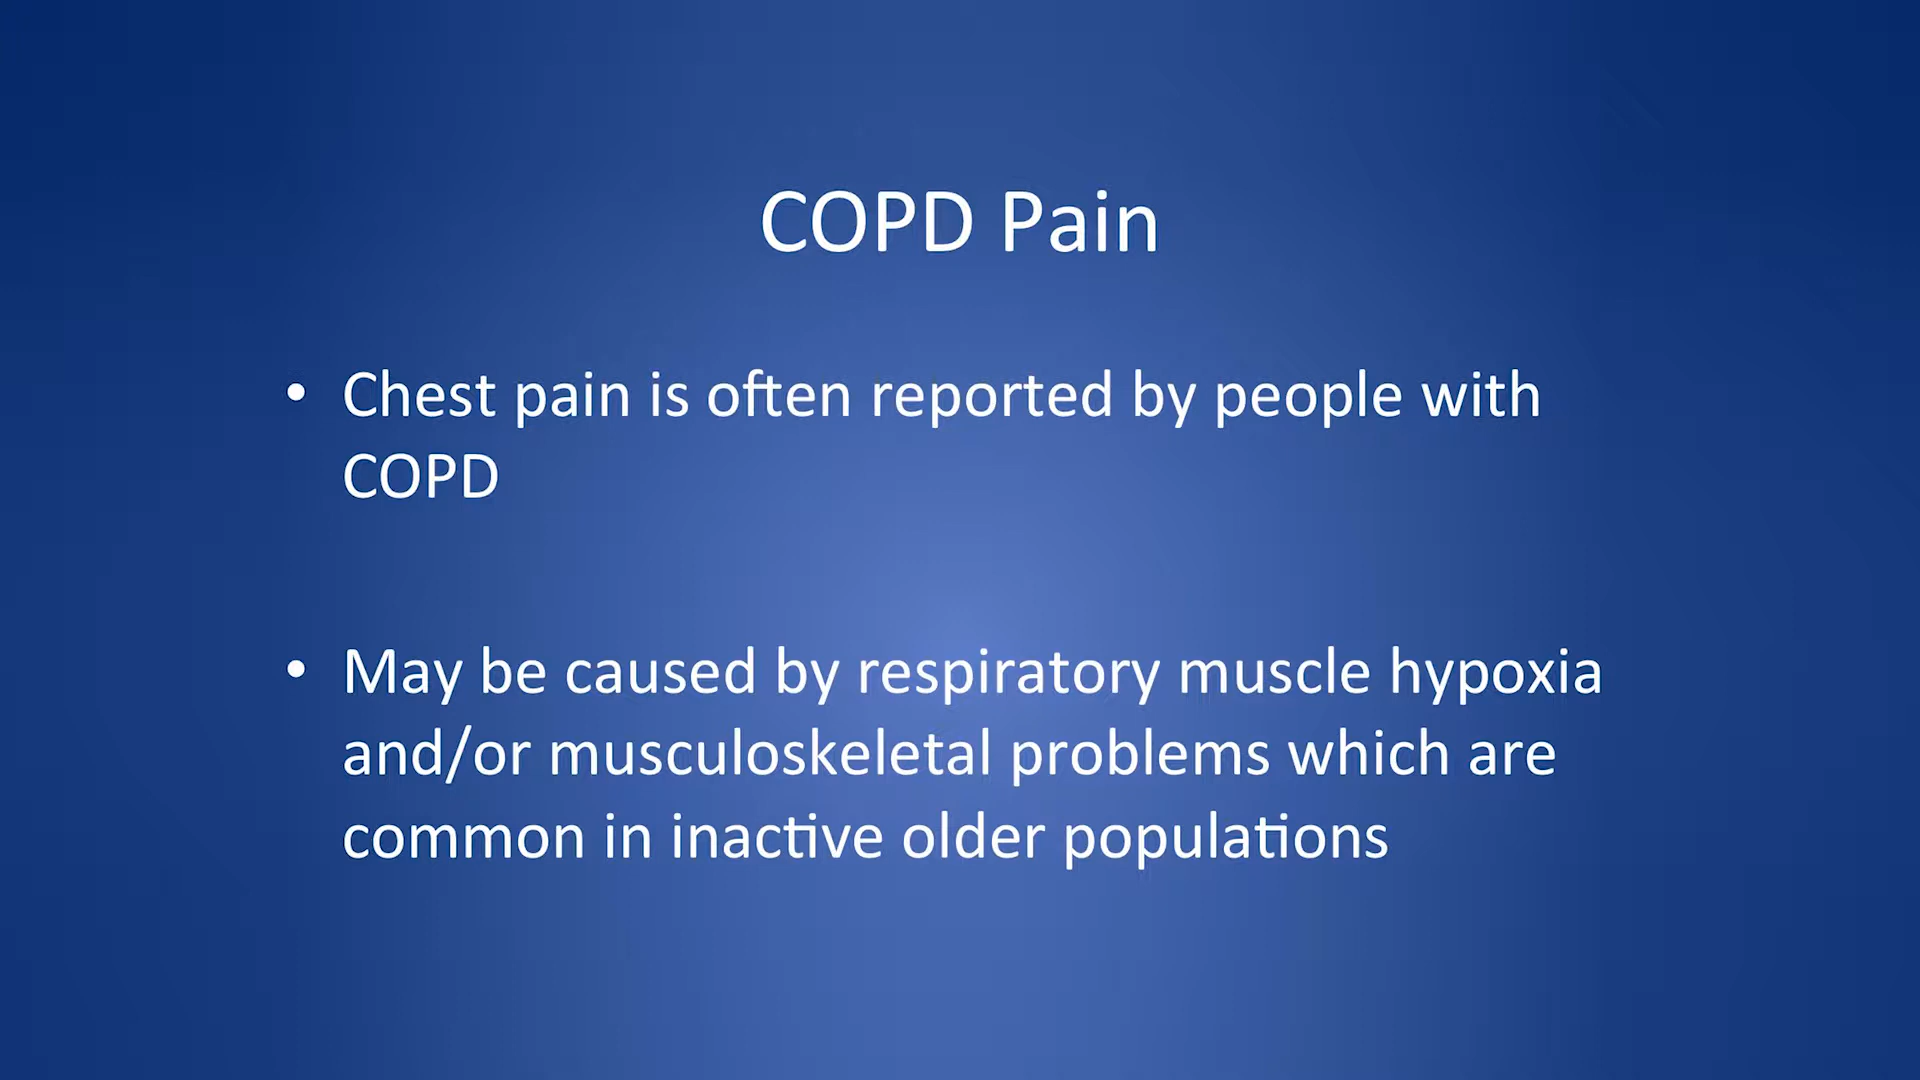 COPD Pain
• Chest pain is often reported by people with
COPD
• May be caused by respiratory muscle hypoxia
and/or musculoskeletal problems which are
common in inactive older populations